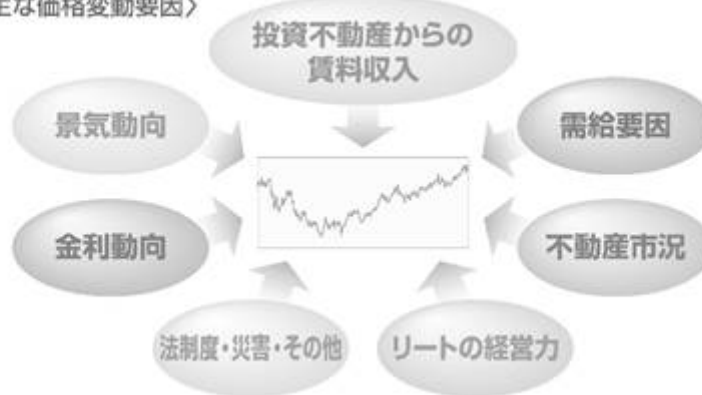 主な価格変動要因〉
投資不動産からの
賃料収入
景気動向
需給要因
金利動向
不動産市況
法制度・災害・その他
リートの経営力